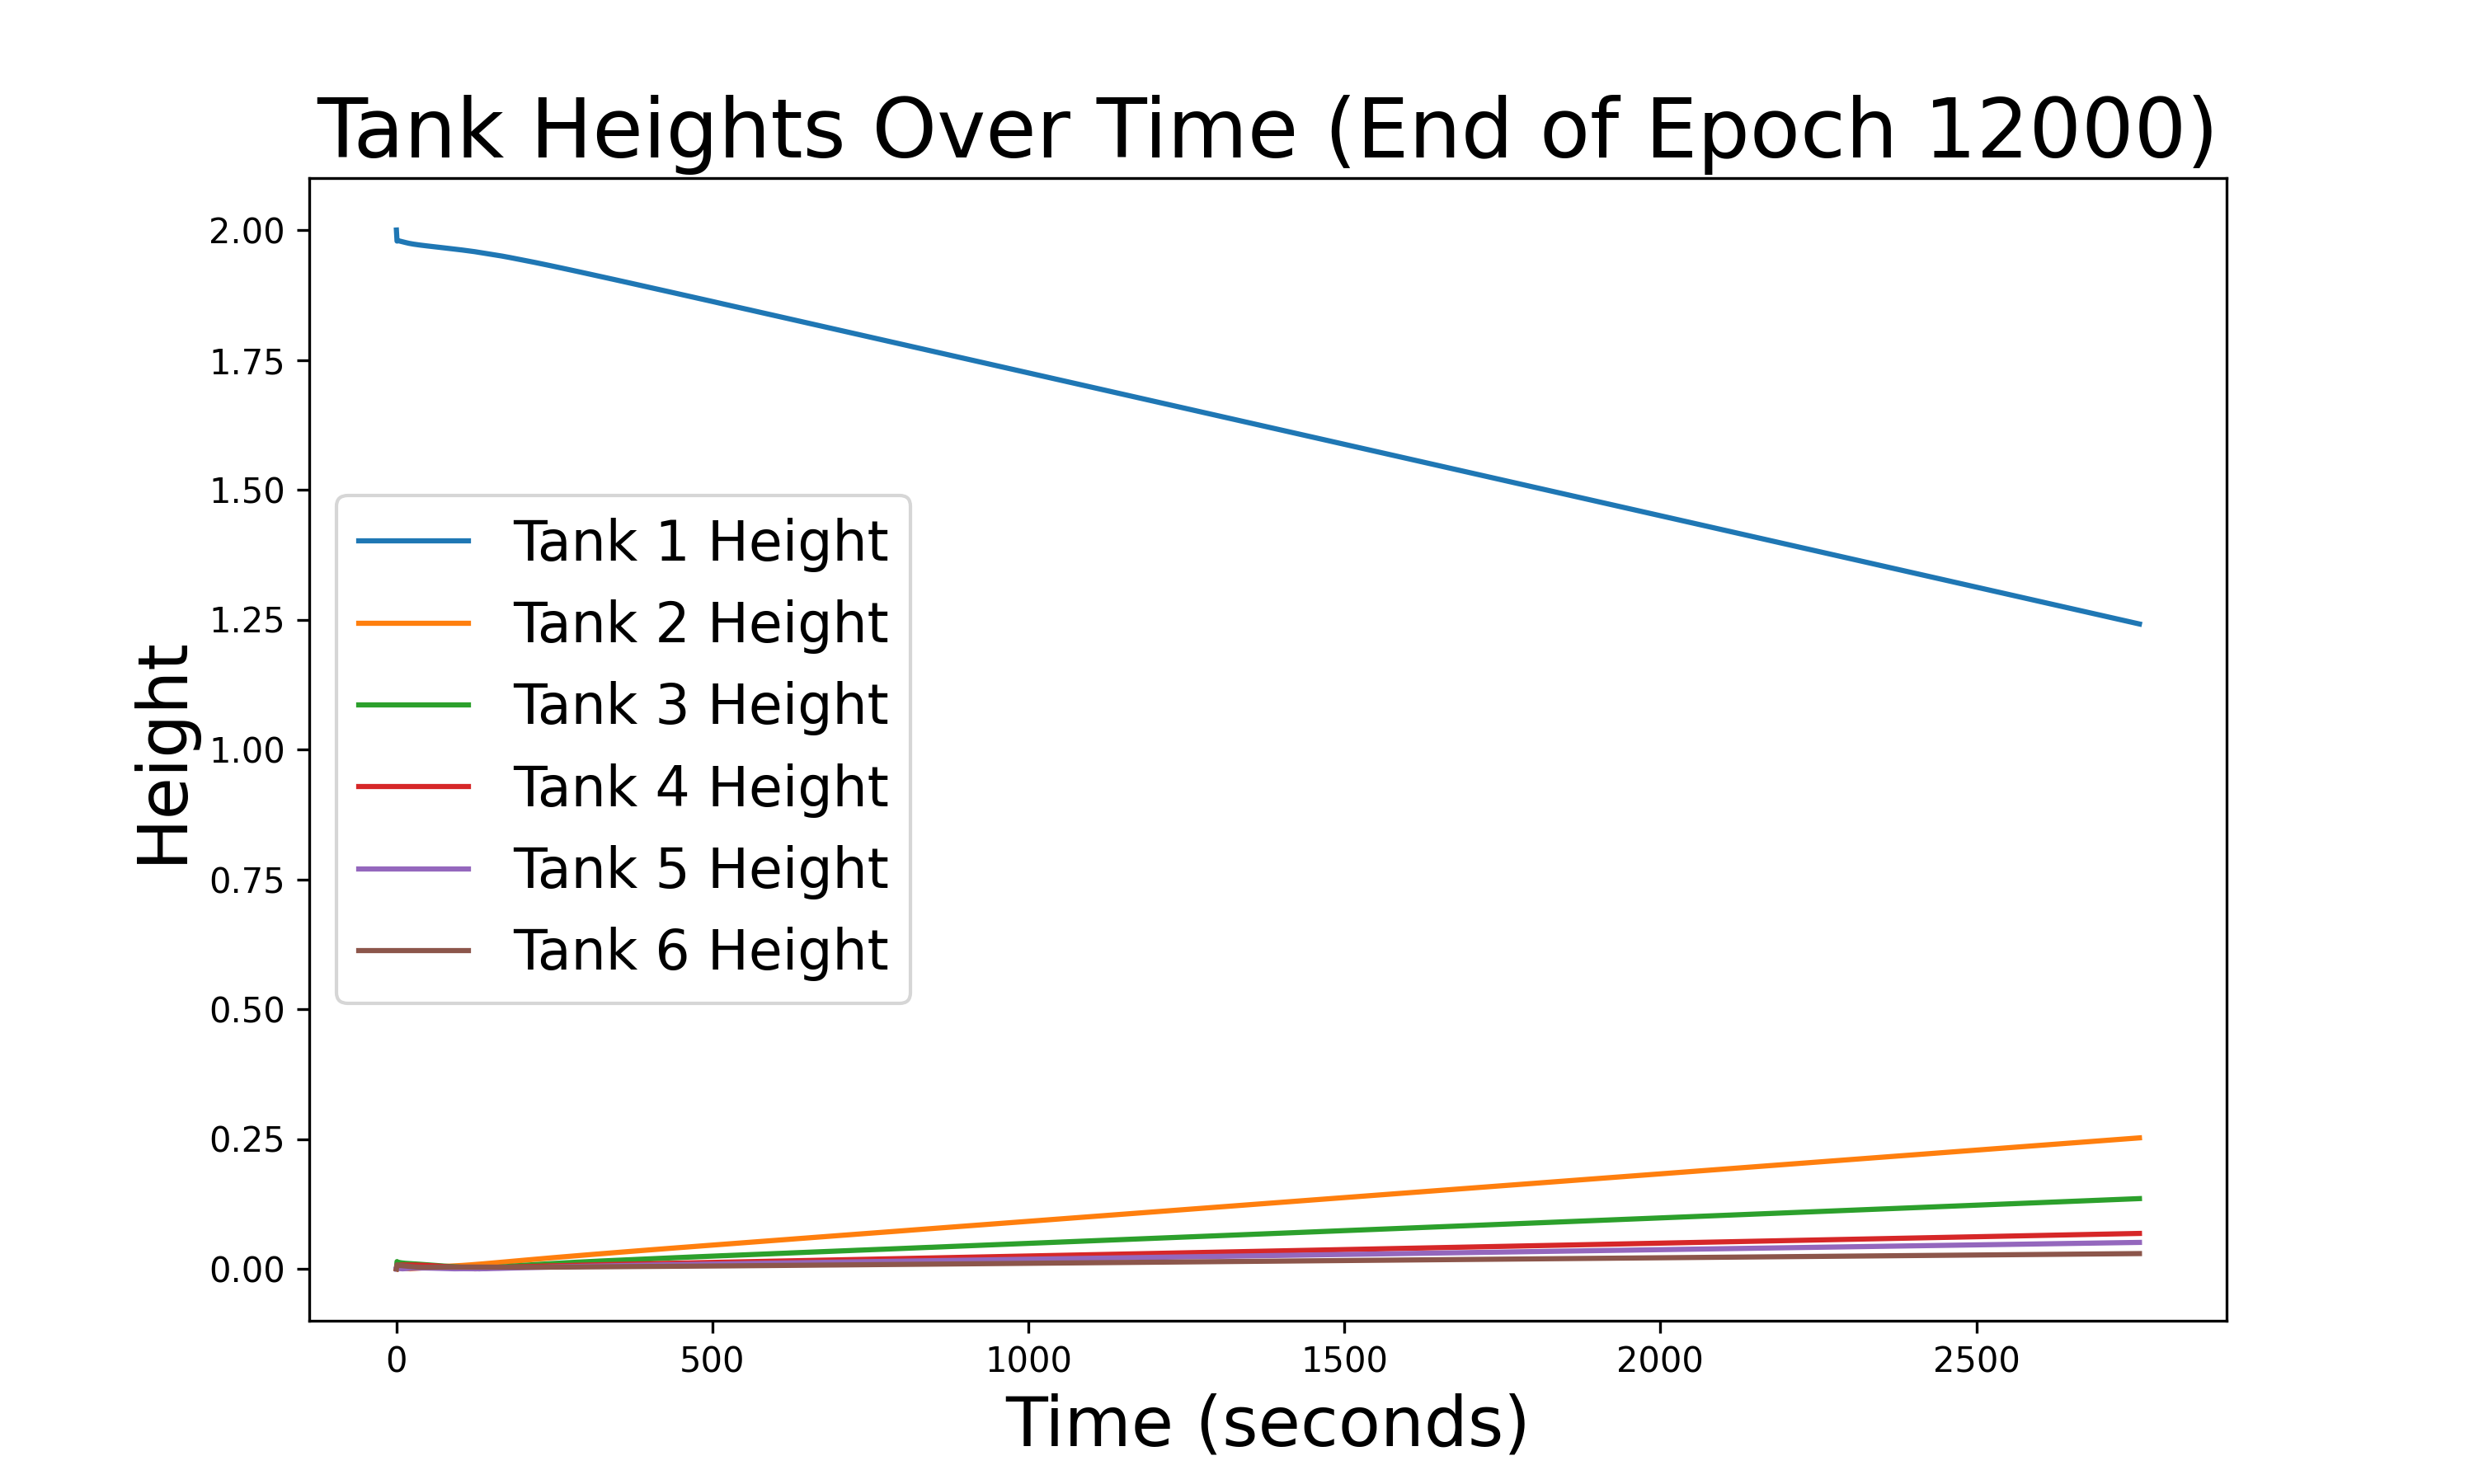 Tank Heights Over Time (End of Epoch 12000)
2.00
1.75
1.50
1.25
1.00
0.75
0.50
0.25
0.00
Height
Tank 1 Height
Tank 2 Height
Tank 3 Height
Tank 4 Height
Tank 5 Height
Tank 6 Height
0 500 1000 1500 2000 2500
Time (seconds)